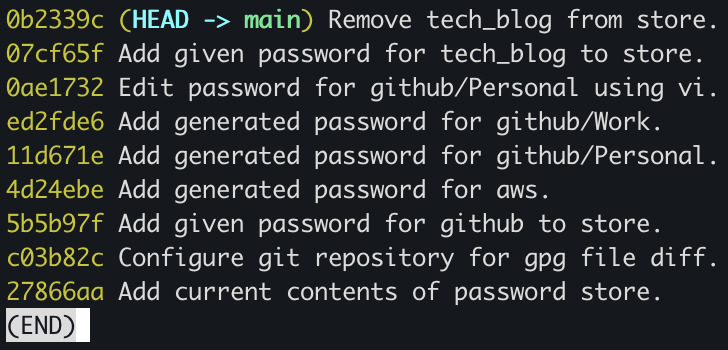 0b2339c (HEAD -> main) Remove tech_blog from store.
07cf65f Add given password for tech_blog to store.
0ae1732 Edit password for github/Personal using vi.
ed2fde6 Add generated password for github/Work.
11d671e Add generated password for github/Personal.
4d24ebe Add generated password for aws.
5b5b97f Add given password for github to store.
c03b82c Configure git repository for gpg file diff.
27866aa Add current contents of password store.
(END)